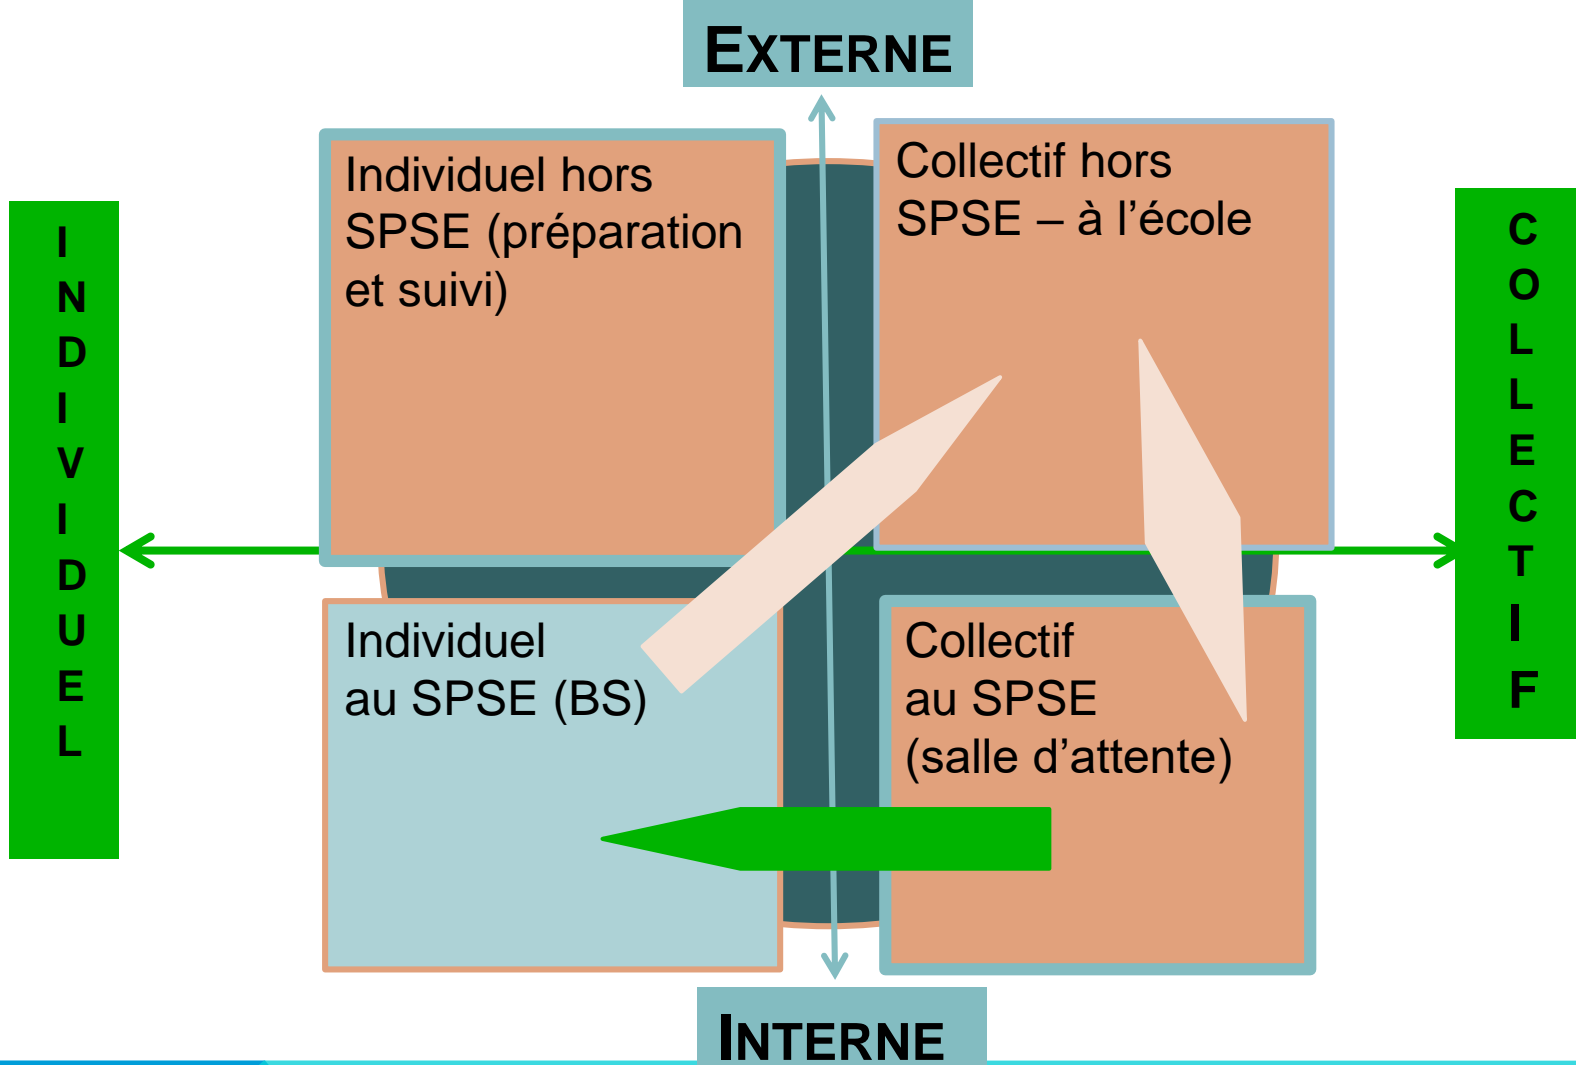 EXTERNE
Individuel hors
SPSE (préparation
et suivi)
Collectif hors
SPSE – à l’école
INDIVIDUEL
COLLECTIF
Individuel
au SPSE (BS)
Collectif
au SPSE
(salle d’attente)
INTERNE